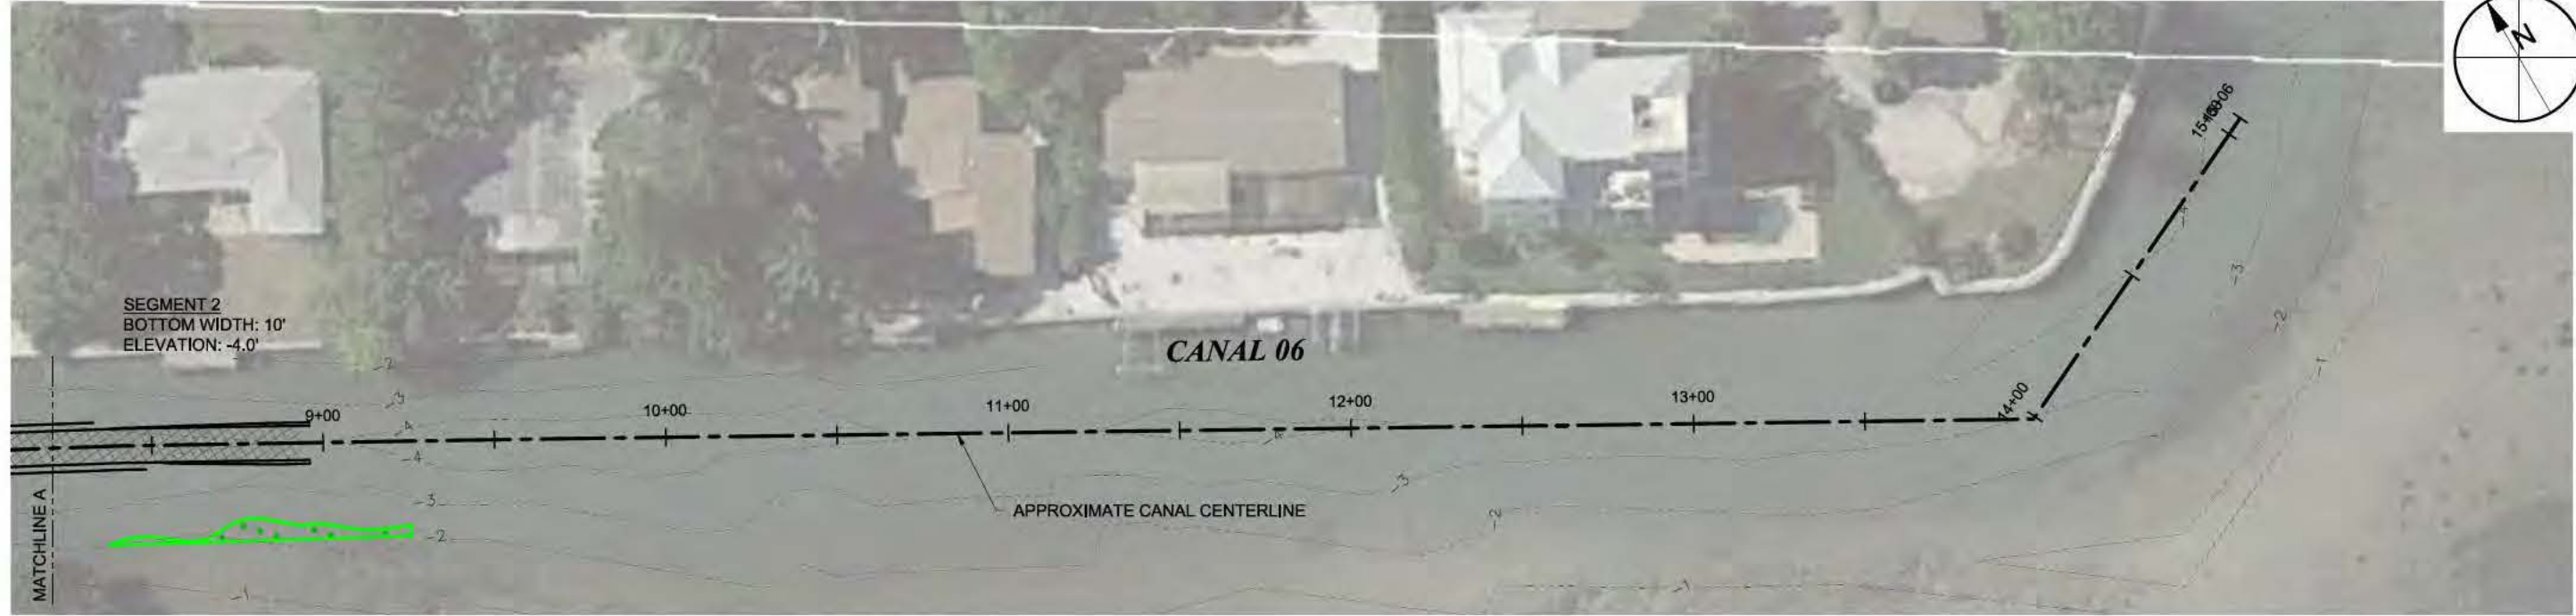 N
SEGMENT 2
BOTTOM WIDTH: 10'
ELEVATION: -4.0'
CANAL 06
9+00
10+00
11+00
12+00
13+00
14+00
APPROXIMATE CANAL CENTERLINE
MATCHLINE A
-2
-3
-4
-4
-3
-2
-1
-4
-3
-2
-1
-3
-2
-1